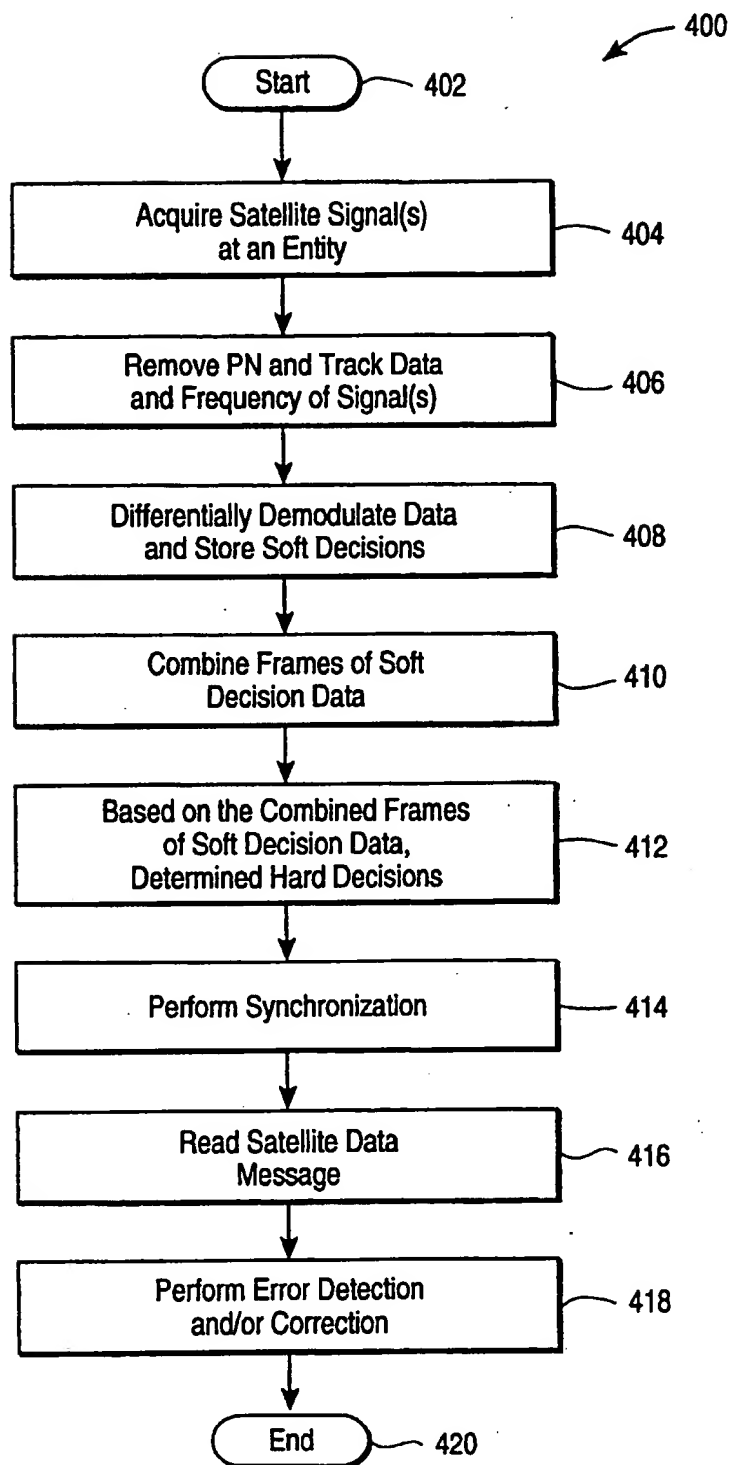 400
Start
402
Acquire Satellite Signal(s)
at an Entity
404
Remove PN and Track Data
and Frequency of Signal(s)
406
Differentially Demodulate Data
and Store Soft Decisions
408
Combine Frames of Soft
Decision Data
410
Based on the Combined Frames
of Soft Decision Data,
Determined Hard Decisions
412
Perform Synchronization
414
Read Satellite Data
Message
416
Perform Error Detection
and/or Correction
418
End
420